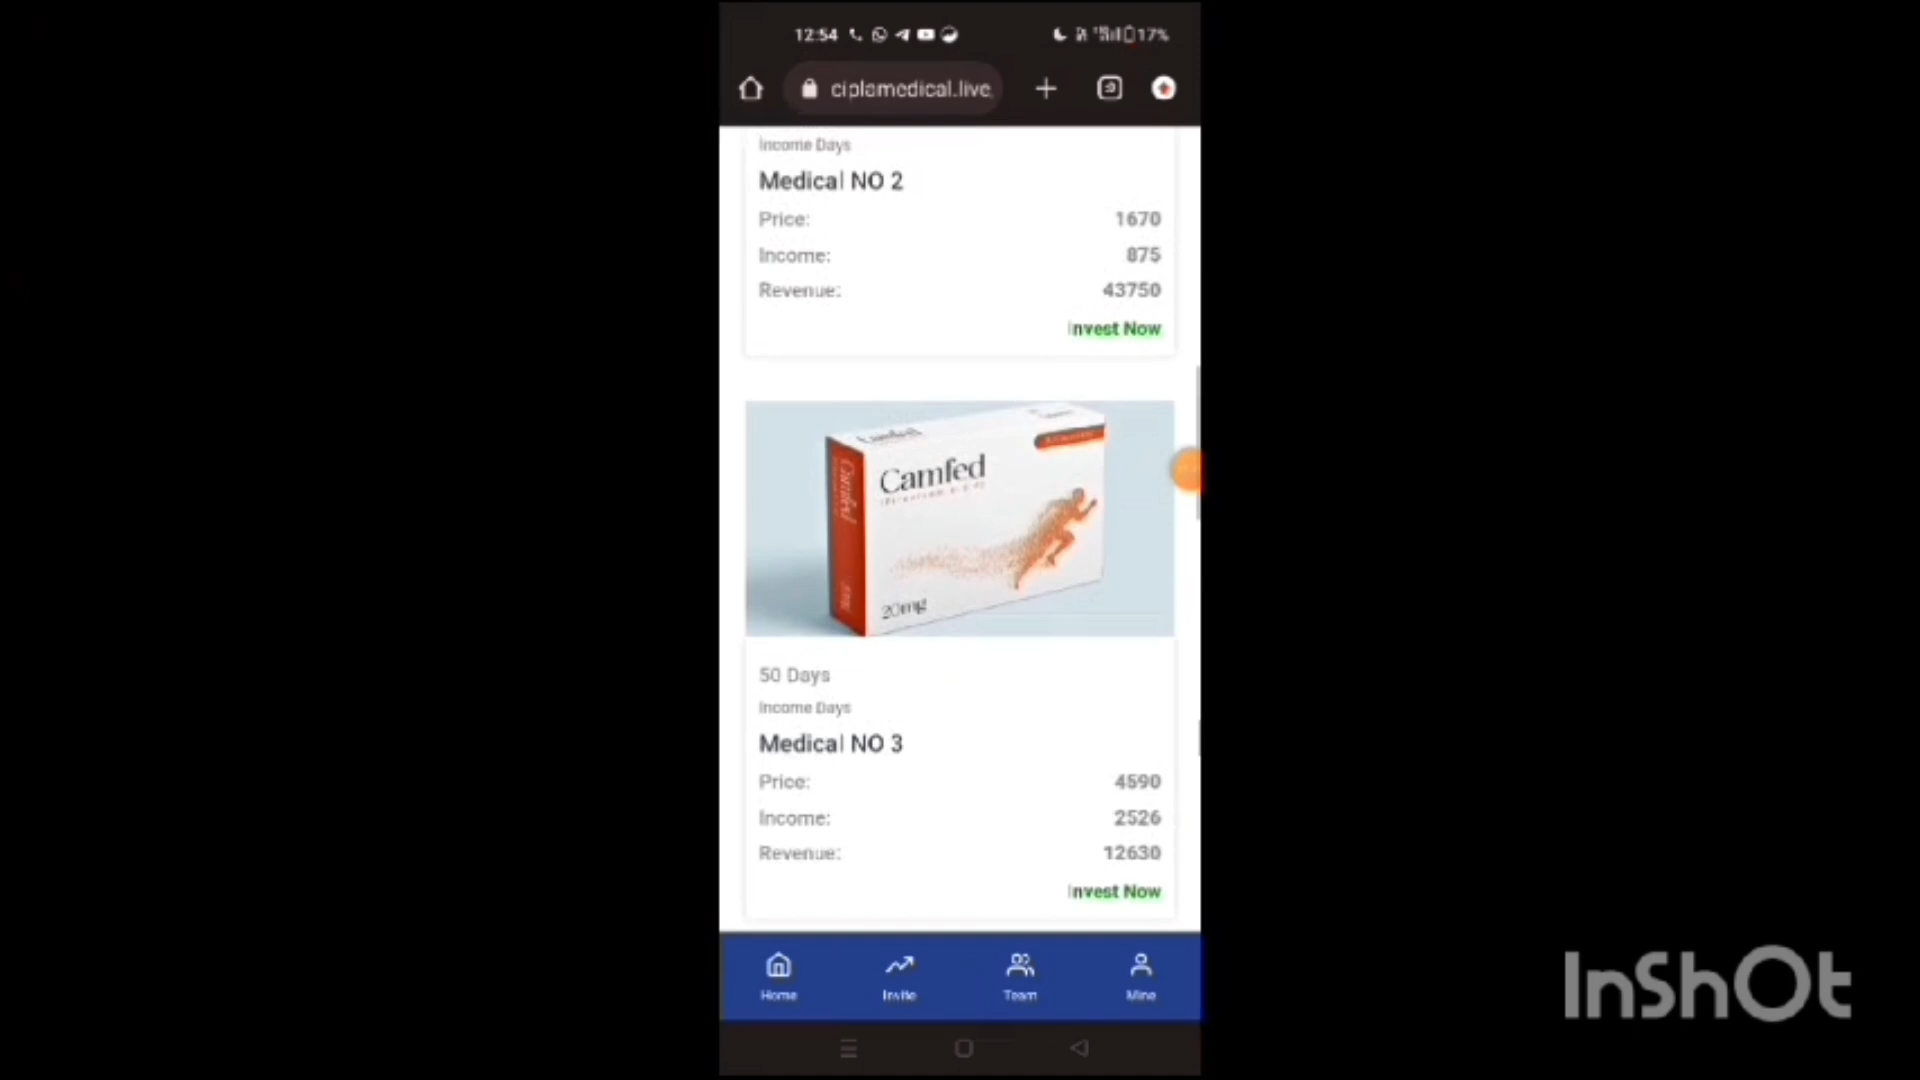 12:54
17%
ciplamedical.live
Income Days
Medical NO 2
Price: 1670
Income: 875
Revenue: 43750
Invest Now
Camfed
Camfed
20mg
50 Days
Income Days
Medical NO 3
Price: 4590
Income: 2526
Revenue: 12630
Invest Now
Home Invite Team Mine
InShOt